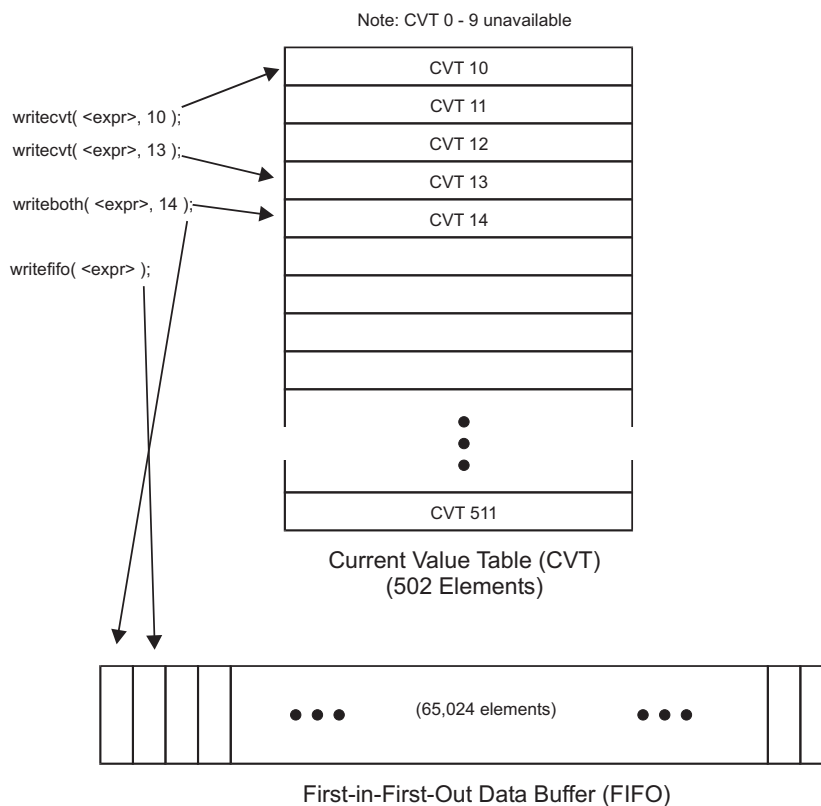 Note: CVT 0 - 9 unavailable
CVT 10
CVT 11
writecvt( <expr>, 10 );
CVT 12
writecvt( <expr>, 13 );
CVT 13
writeboth( <expr>, 14 );
CVT 14
writefifo( <expr> );
CVT 511
Current Value Table (CVT)
(502 Elements)
(65,024 elements)
First-in-First-Out Data Buffer (FIFO)